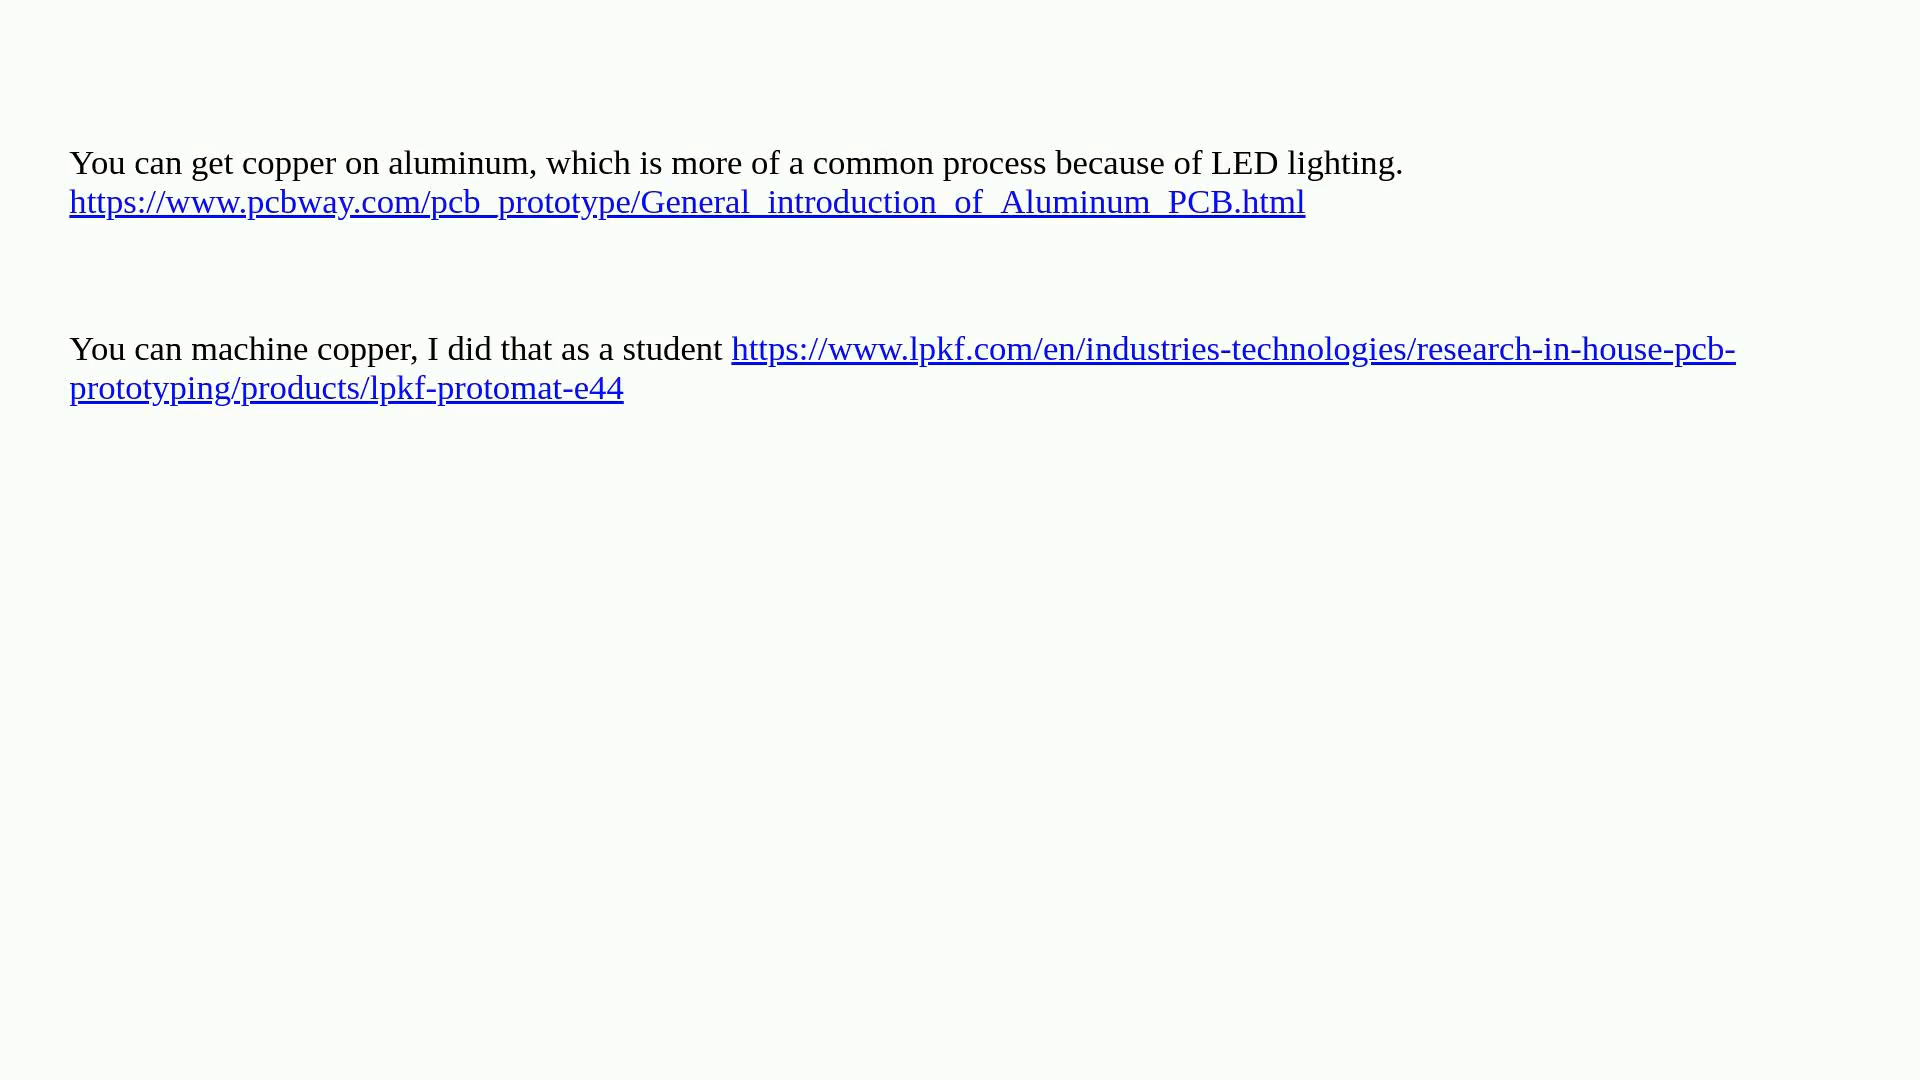 You can get copper on aluminum, which is more of a common process because of LED lighting.
https://www.pcbway.com/pcb_prototype/General_introduction_of_Aluminum_PCB.html
You can machine copper, I did that as a student https://www.lpkf.com/en/industries-technologies/research-in-house-pcb-
prototyping/products/lpkf-protomat-e44